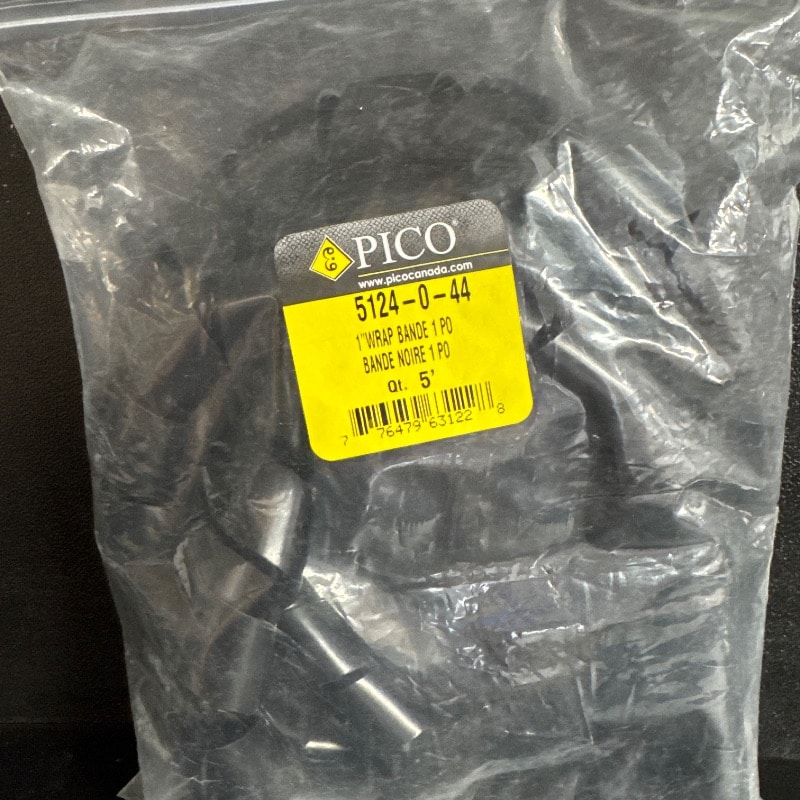 PICO
www.picocanada.com
5124-0-44
1"WRAP BANDE 1 PO
BANDE NOIRE 1 PO
Qt. 5'
7 76479 63122 8